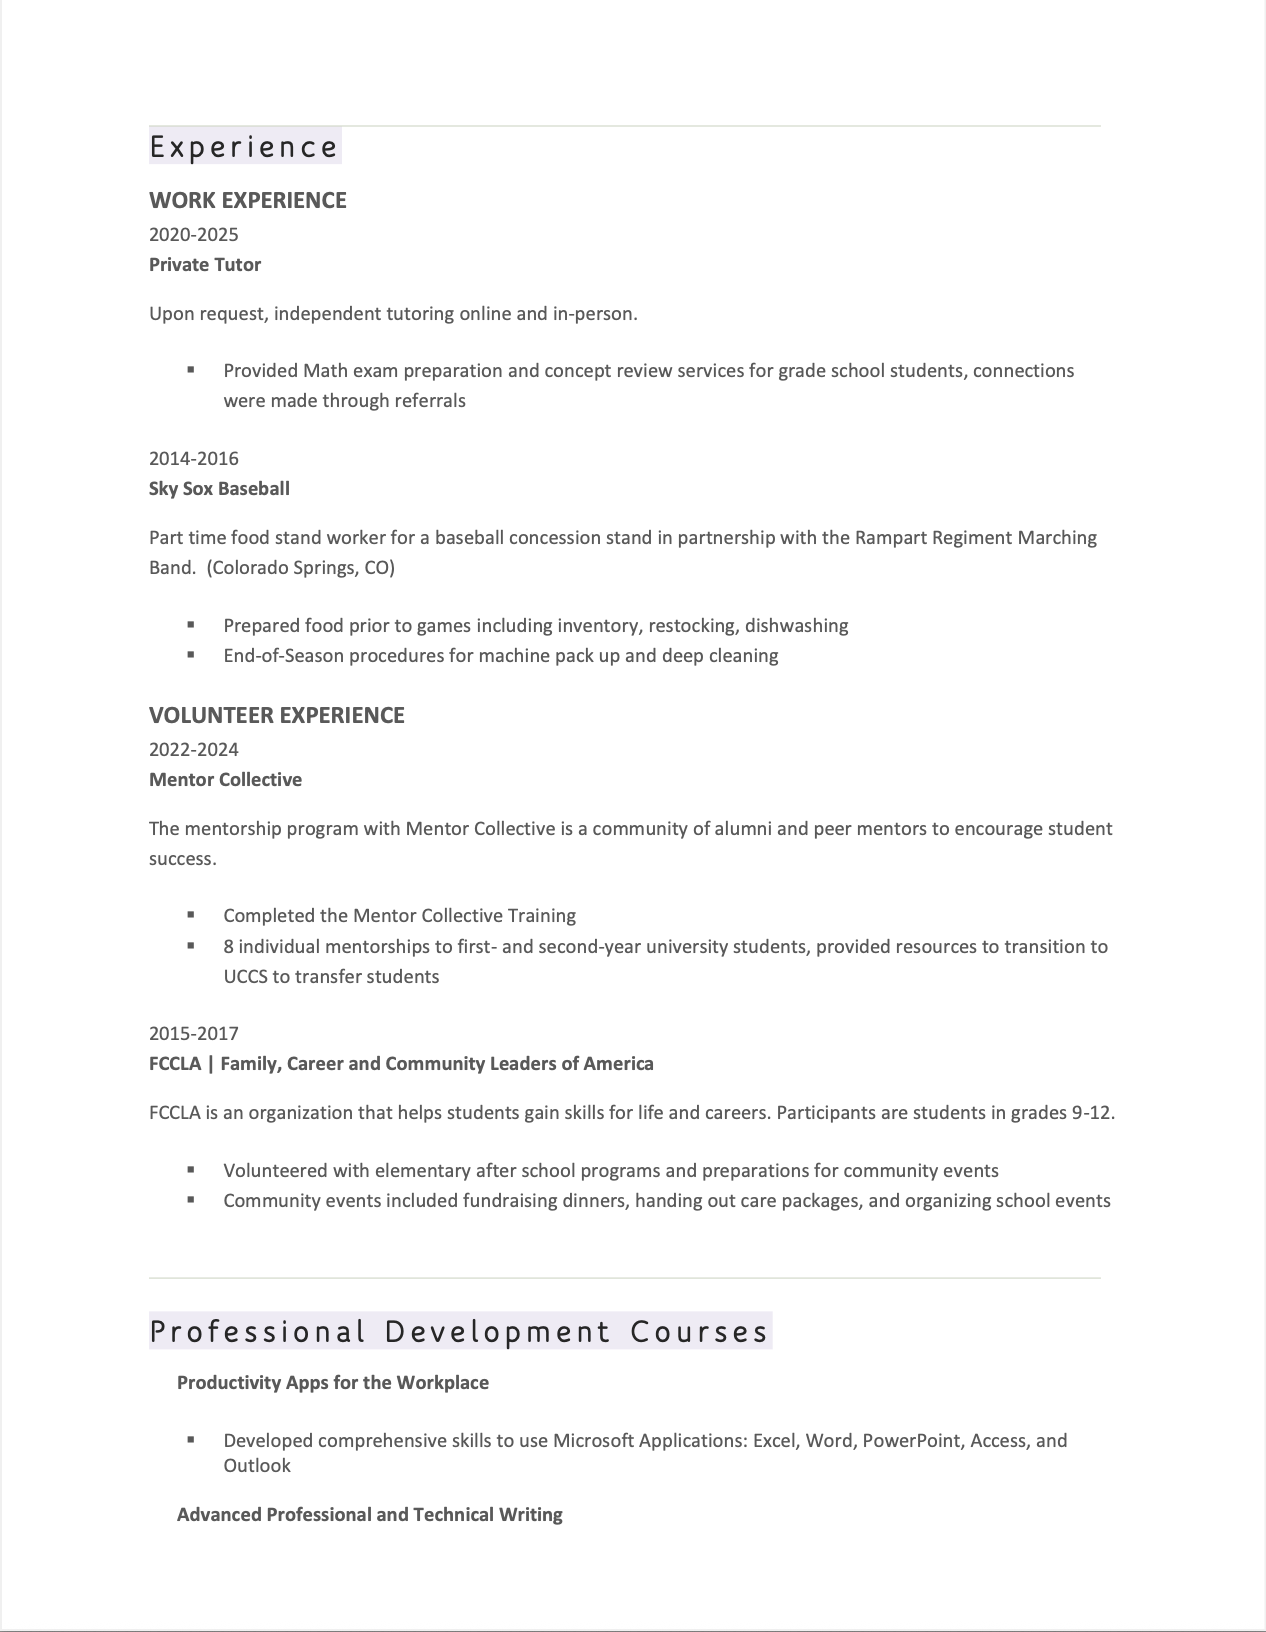 Experience
WORK EXPERIENCE
2020-2025
Private Tutor
Upon request, independent tutoring online and in-person.
▪ Provided Math exam preparation and concept review services for grade school students, connections
were made through referrals
2014-2016
Sky Sox Baseball
Part time food stand worker for a baseball concession stand in partnership with the Rampart Regiment Marching
Band.  (Colorado Springs, CO)
▪ Prepared food prior to games including inventory, restocking, dishwashing
▪ End-of-Season procedures for machine pack up and deep cleaning
VOLUNTEER EXPERIENCE
2022-2024
Mentor Collective
The mentorship program with Mentor Collective is a community of alumni and peer mentors to encourage student
success.
▪ Completed the Mentor Collective Training
▪ 8 individual mentorships to first- and second-year university students, provided resources to transition to
UCCS to transfer students
2015-2017
FCCLA | Family, Career and Community Leaders of America
FCCLA is an organization that helps students gain skills for life and careers. Participants are students in grades 9-12.
▪ Volunteered with elementary after school programs and preparations for community events
▪ Community events included fundraising dinners, handing out care packages, and organizing school events
Professional Development Courses
Productivity Apps for the Workplace
▪ Developed comprehensive skills to use Microsoft Applications: Excel, Word, PowerPoint, Access, and
Outlook
Advanced Professional and Technical Writing